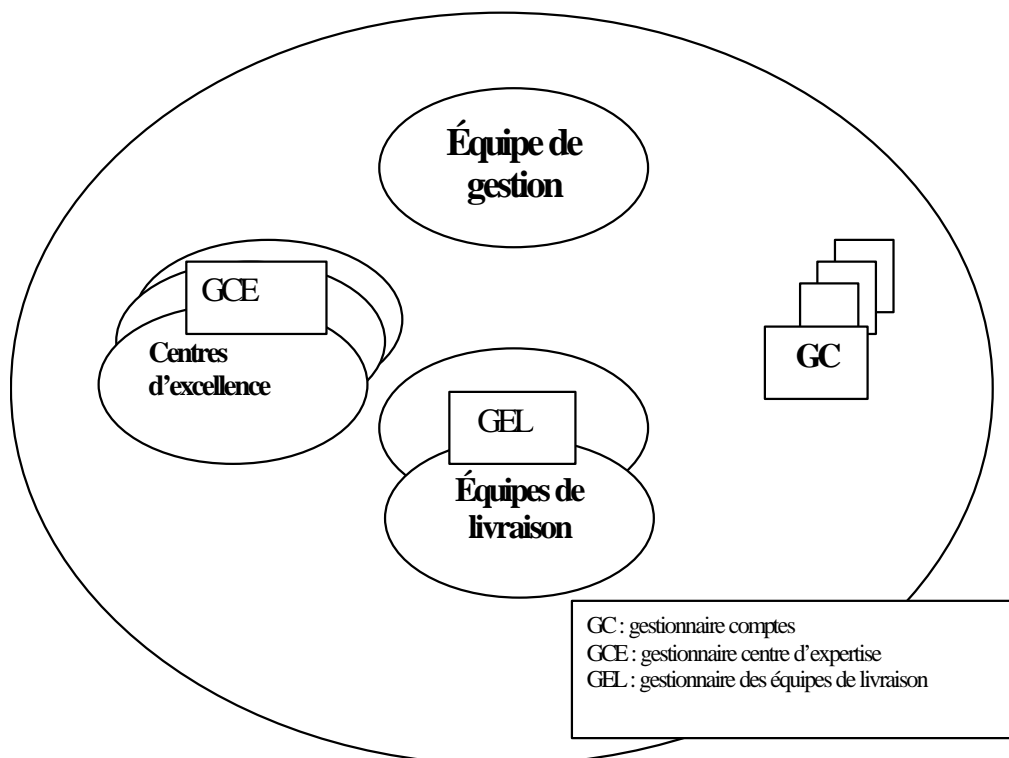 Équipe de
gestion
GCE
Centres
d’excellence
GC
GEL
Équipes de
livraison
GC : gestionnaire comptes
GCE : gestionnaire centre d’expertise
GEL : gestionnaire des équipes de livraison